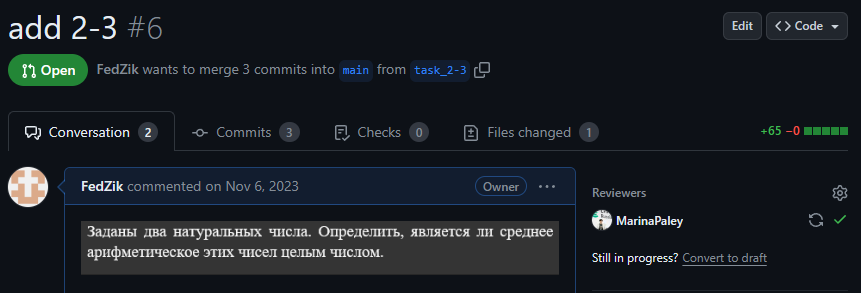 add 2-3 #6
Edit
<> Code
Open
FedZik wants to merge 3 commits into main from task_2-3
Conversation 2
Commits 3
Checks 0
Files changed 1
+65 −0
FedZik commented on Nov 6, 2023
Owner
Заданы два натуральных числа. Определить, является ли среднее
арифметическое этих чисел целым числом.
Reviewers
MarinaPaley
Still in progress? Convert to draft